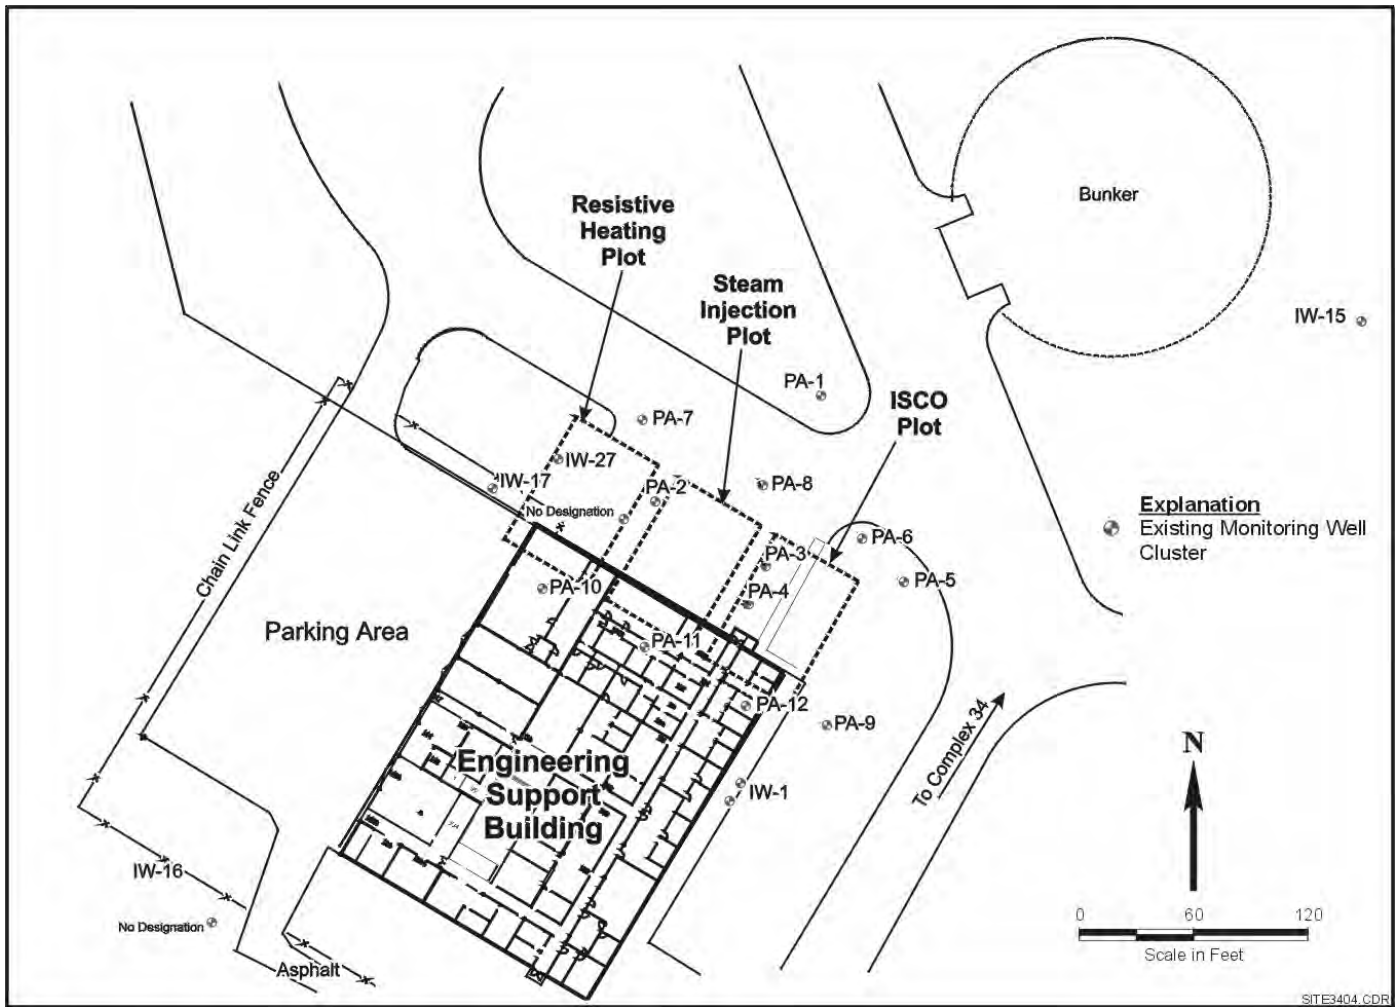 Bunker
Resistive
Heating
Plot
Steam
Injection
Plot
IW-15
PA-1
ISCO
Plot
PA-7
IW-27
IW-17
PA-2
PA-8
No Designation
Explanation
Existing Monitoring Well
Cluster
PA-3
PA-6
PA-4
PA-5
PA-10
Chain Link Fence
Parking Area
PA-11
PA-12
PA-9
To Complex 34
N
Engineering
Support
Building
IW-1
IW-16
No Designation
Asphalt
0 60 120
Scale in Feet
SITE3404.CDR